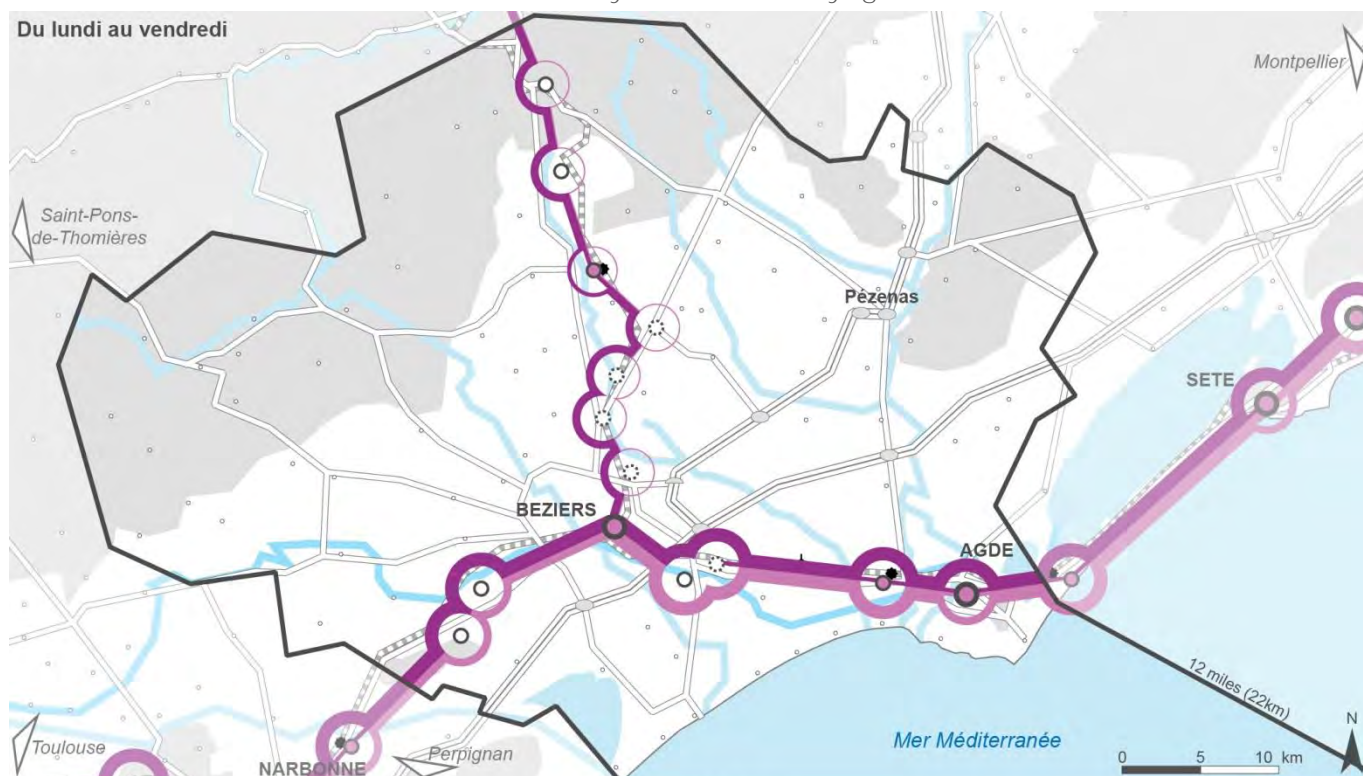 Du lundi au vendredi
Montpellier
Saint-Pons-
de-Thomières
Pézenas
SETE
BEZIERS
AGDE
12 miles (22km)
N
Toulouse
Perpignan
NARBONNE
Mer Méditerranée
0 5 10 km